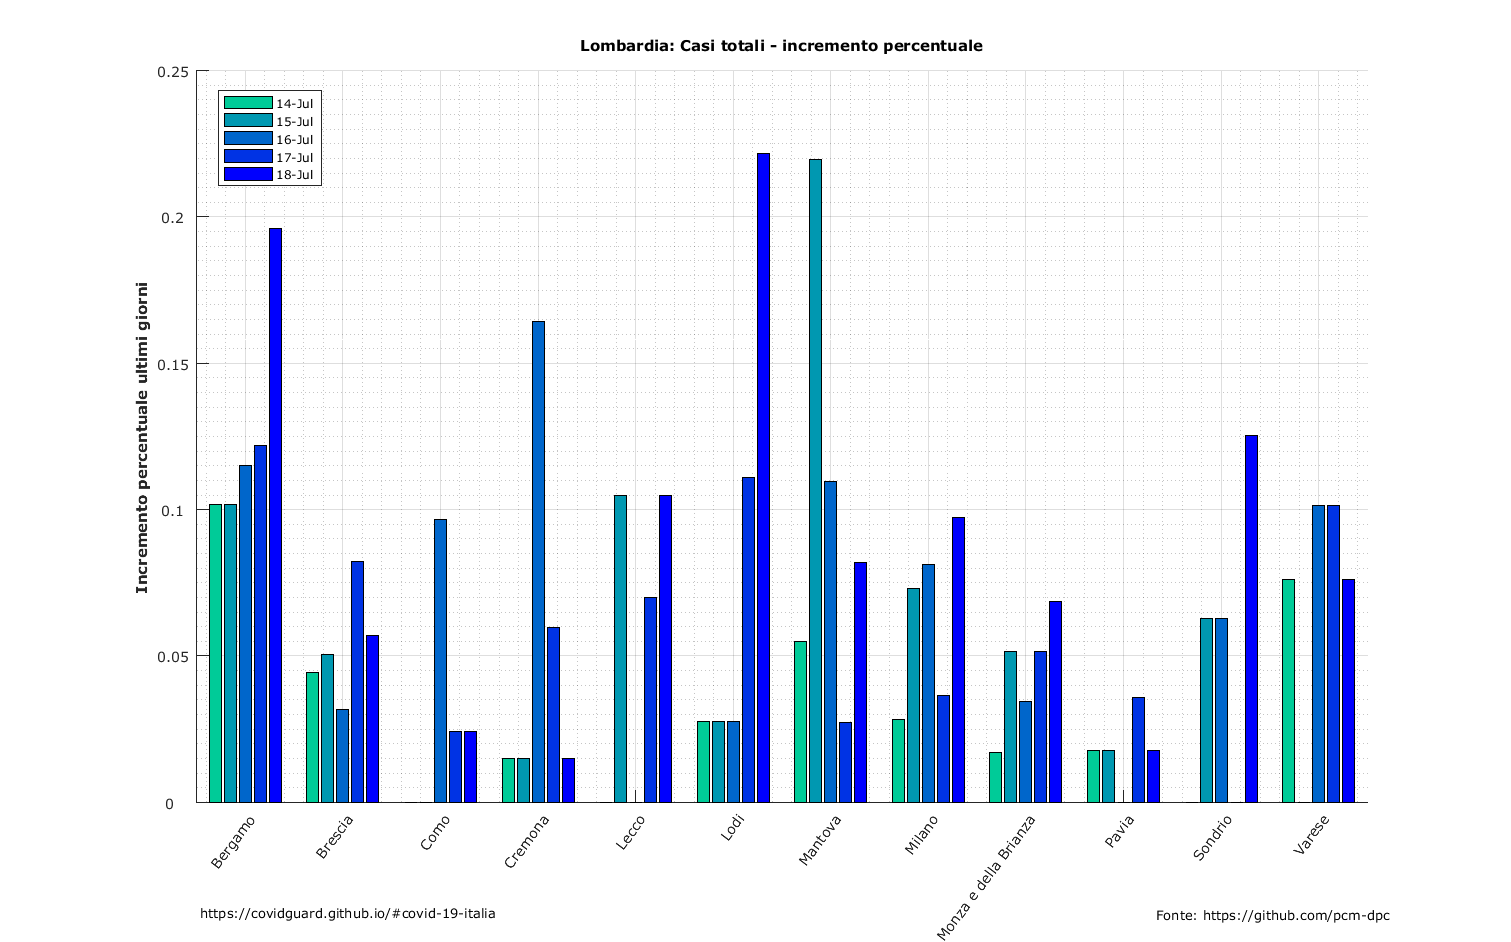 Lombardia: Casi totali - incremento percentuale
0.25
0.2
0.15
0.1
0.05
0
Incremento percentuale ultimi giorni
14-Jul
15-Jul
16-Jul
17-Jul
18-Jul
Bergamo
Brescia
Como
Cremona
Lecco
Lodi
Mantova
Milano
Monza e della Brianza
Pavia
Sondrio
Varese
https://covidguard.github.io/#covid-19-italia
Fonte: https://github.com/pcm-dpc